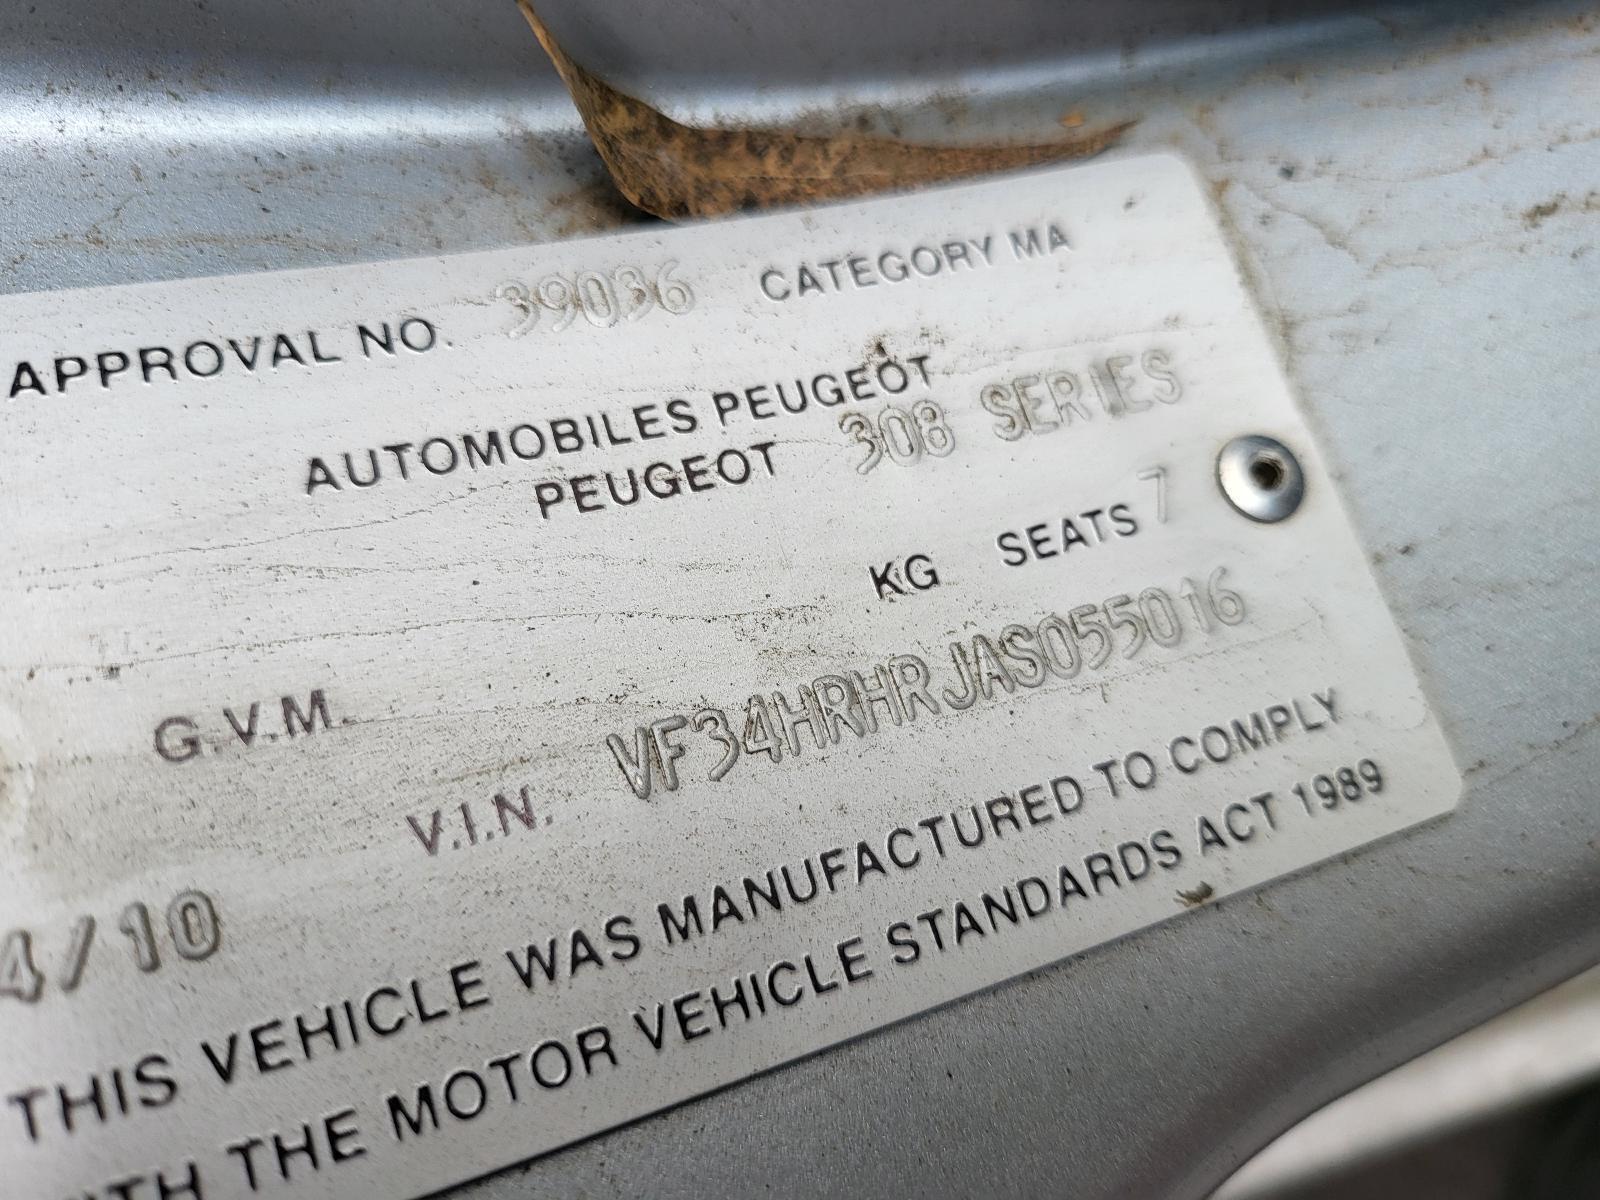 APPROVAL NO. 39036 CATEGORY MA
AUTOMOBILES PEUGEOT
PEUGEOT 308 SERIES
KG SEATS 7
G.V.M.
V.I.N. VF34HRHRJAS055016
4/10
THIS VEHICLE WAS MANUFACTURED TO COMPLY
THE MOTOR VEHICLE STANDARDS ACT 1989